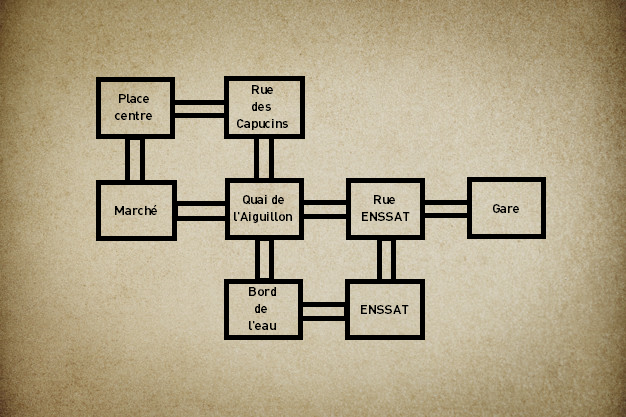 Place
centre
Rue
des
Capucins
Marché
Quai de
l'Aiguillon
Rue
ENSSAT
Gare
Bord
de
l'eau
ENSSAT